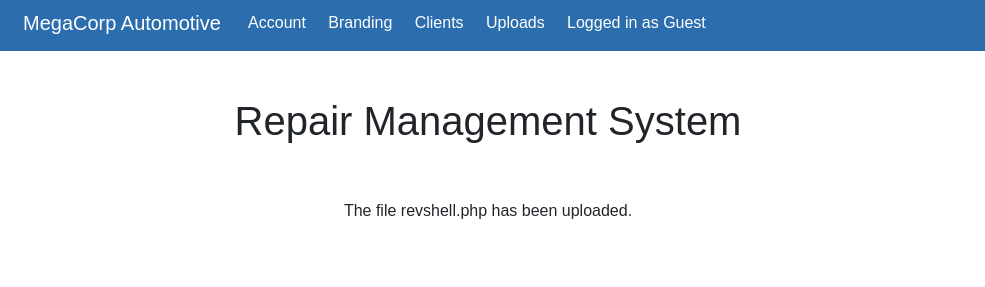 MegaCorp Automotive Account Branding Clients Uploads Logged in as Guest
Repair Management System
The file revshell.php has been uploaded.